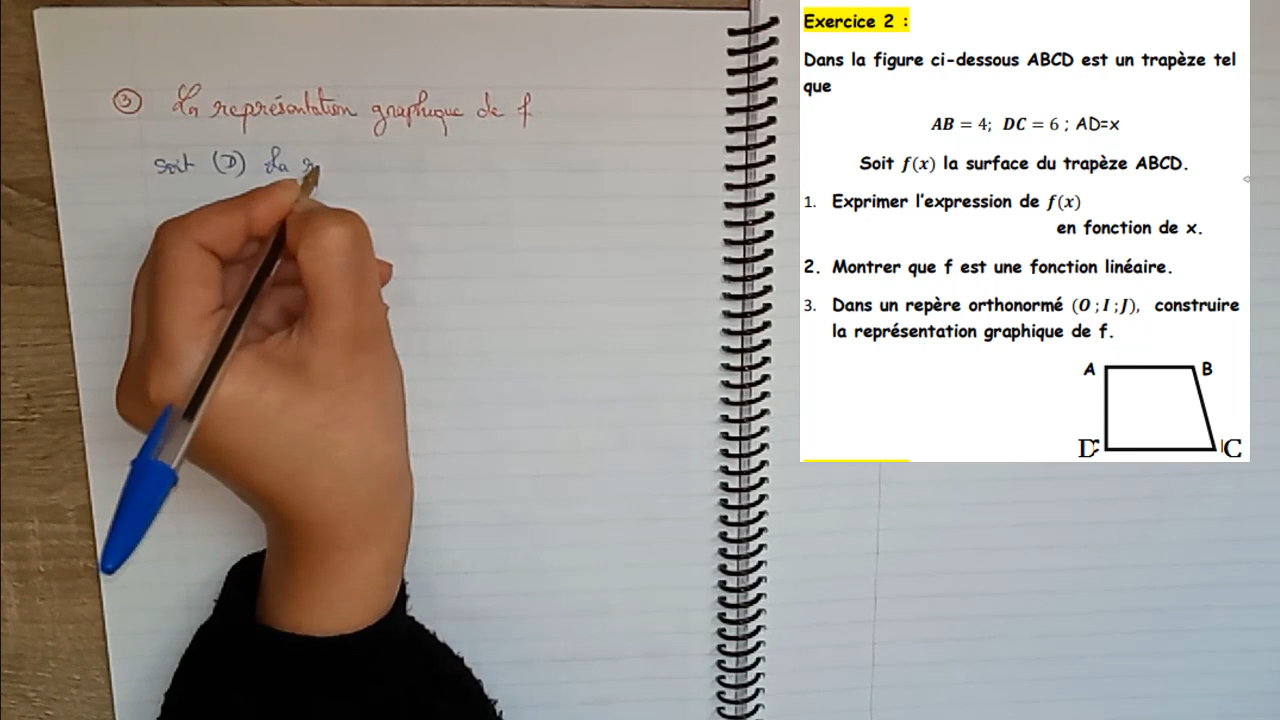 ③ La représentation graphique de f
soit (D) la r
Exercice 2 :
Dans la figure ci-dessous ABCD est un trapèze tel
que
AB = 4; DC = 6 ; AD=x
Soit f(x) la surface du trapèze ABCD.
1. Exprimer l'expression de f(x)
en fonction de x.
2. Montrer que f est une fonction linéaire.
3. Dans un repère orthonormé (O ; I ; J), construire
la représentation graphique de f.
A B
D C